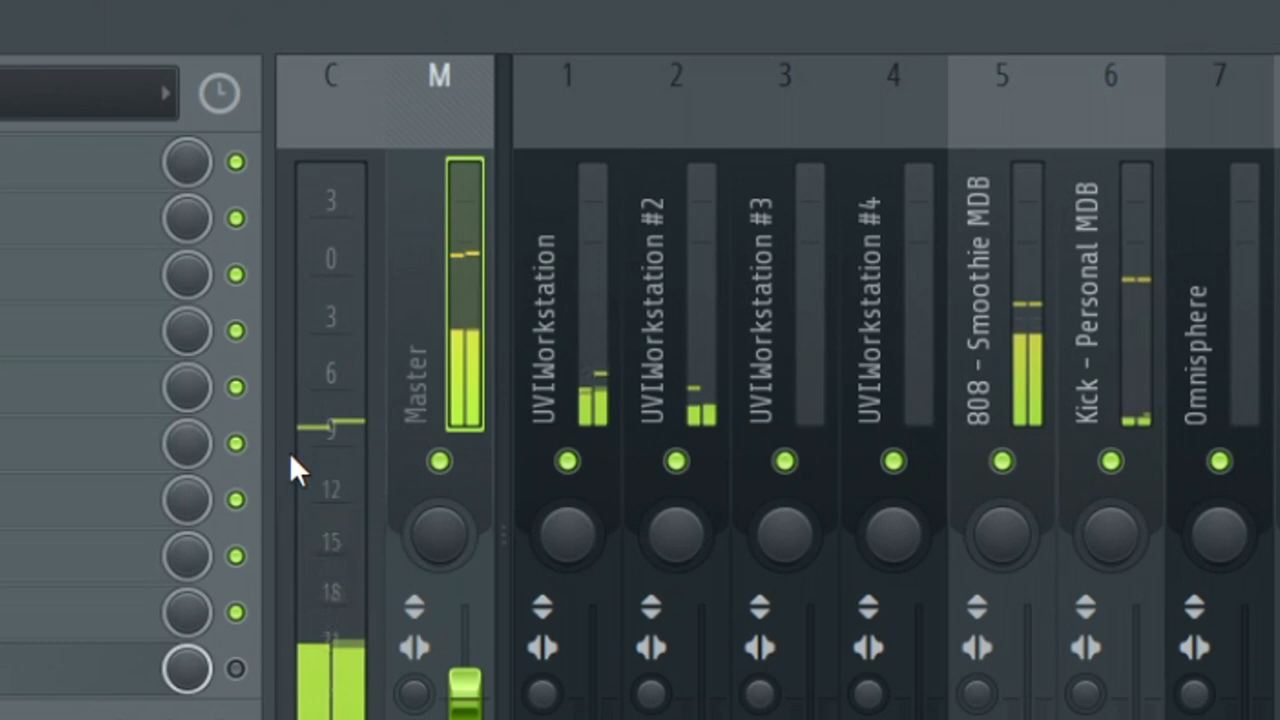 C M 1 2 3 4 5 6 7
3
0
3
6
9
12
15
18
21
Master
UVIWorkstation
UVIWorkstation #2
UVIWorkstation #3
UVIWorkstation #4
808 - Smoothie MDB
Kick - Personal MDB
Omnisphere